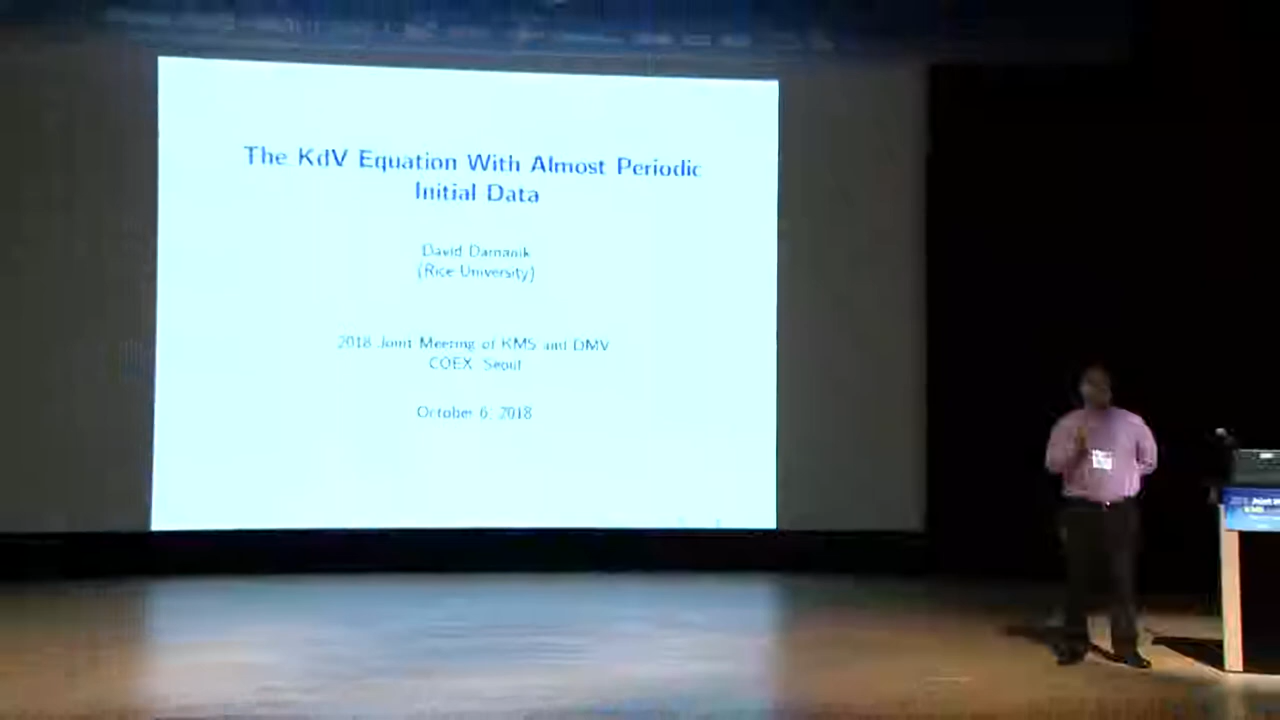 The KdV Equation With Almost Periodic
Initial Data
David Damanik
(Rice University)
2018 Joint Meeting of KMS and DMV
COEX, Seoul
October 6, 2018